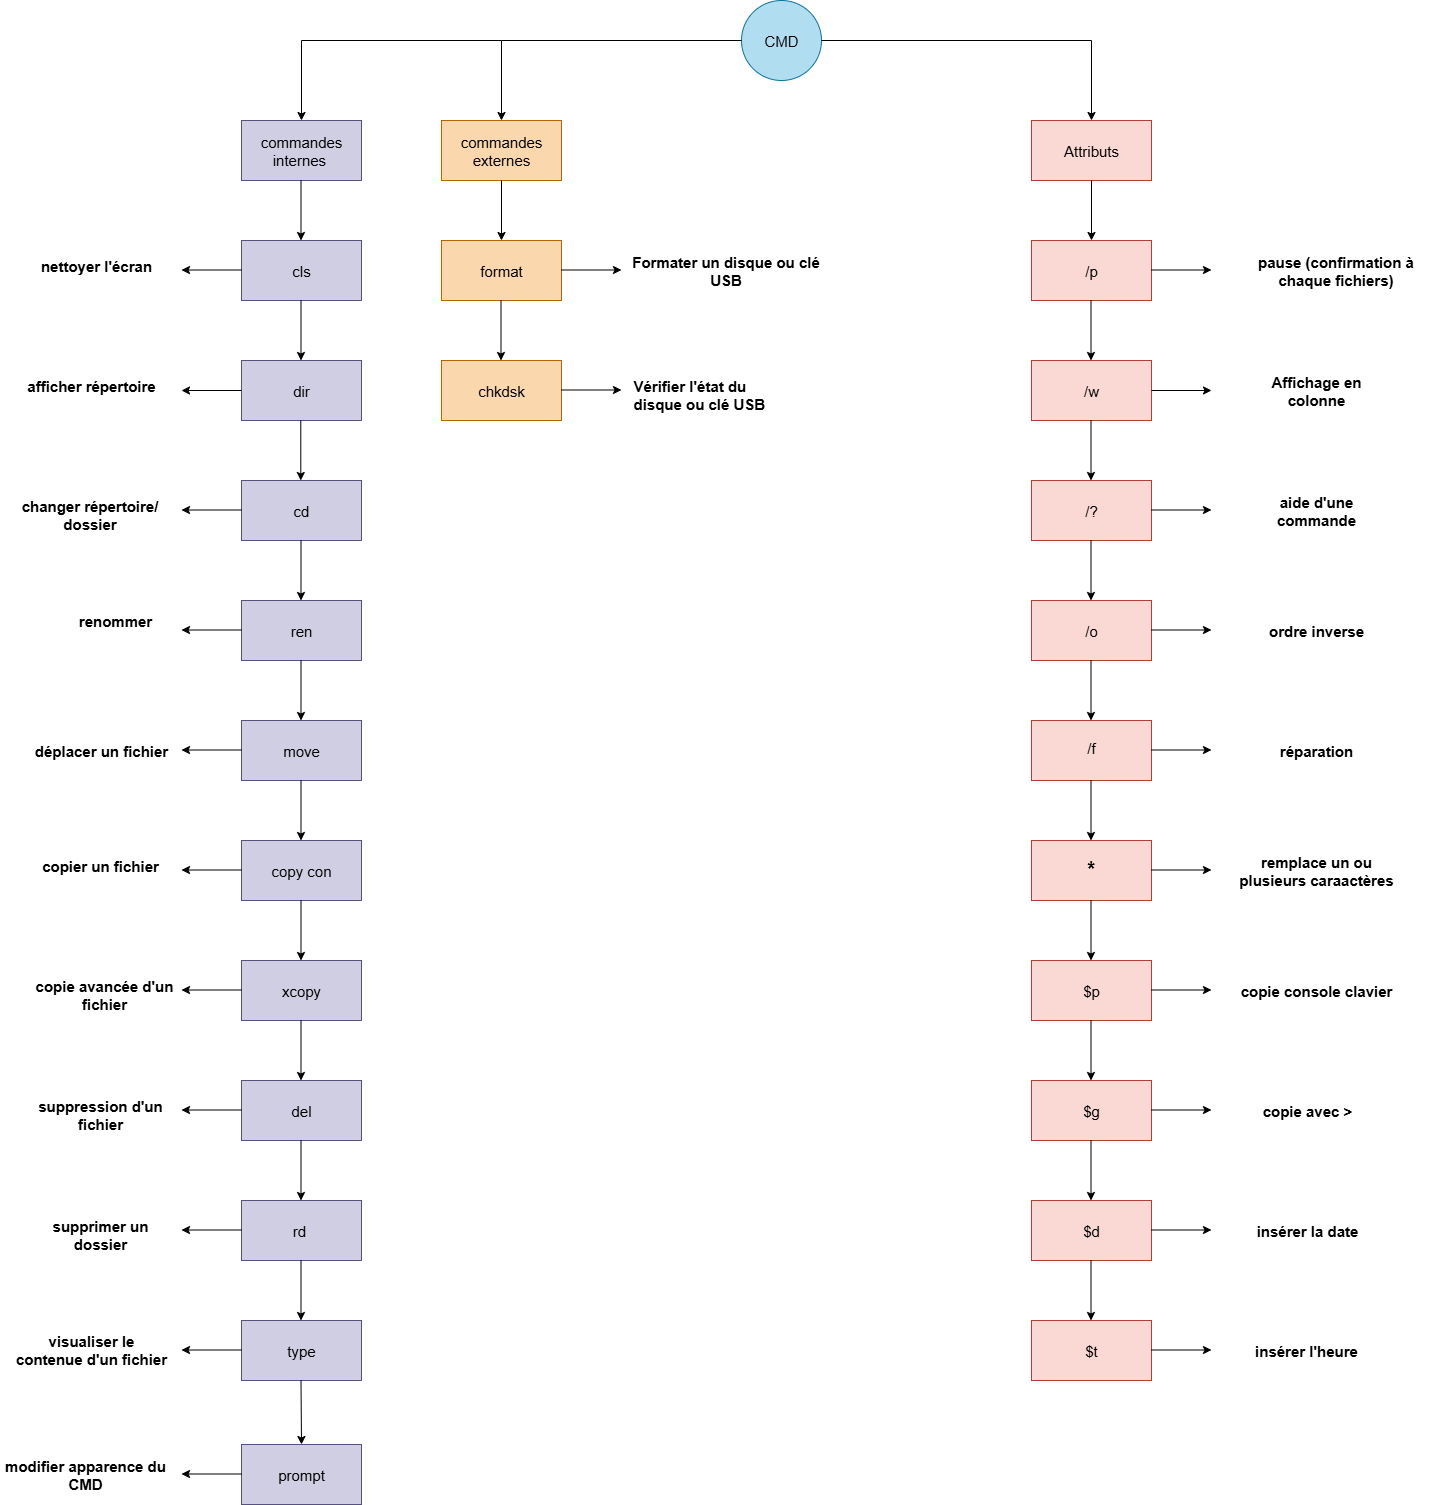 CMD
commandes
internes
commandes
externes
Attributs
nettoyer l'écran
cls
format
Formater un disque ou clé
USB
/p
pause (confirmation à
chaque fichiers)
afficher répertoire
dir
chkdsk
Vérifier l'état du
disque ou clé USB
/w
Affichage en
colonne
changer répertoire/
dossier
cd
/?
aide d'une
commande
renommer
ren
/o
ordre inverse
déplacer un fichier
move
/f
réparation
copier un fichier
copy con
*
remplace un ou
plusieurs caraactères
copie avancée d'un
fichier
xcopy
$p
copie console clavier
suppression d'un
fichier
del
$g
copie avec >
supprimer un
dossier
rd
$d
insérer la date
visualiser le
contenue d'un fichier
type
$t
insérer l'heure
modifier apparence du
CMD
prompt